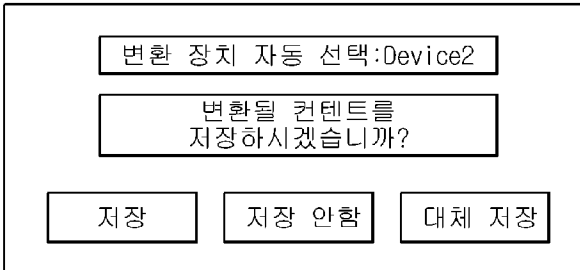 변환 장치 자동 선택:Device2
변환될 컨텐트를
저장하시겠습니까?
저장
저장 안함
대체 저장